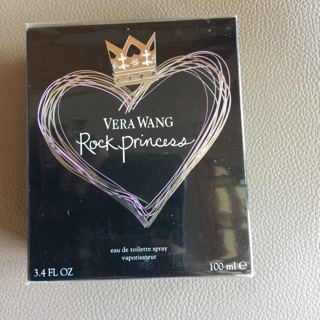 VERA WANG
Rock Princess
eau de toilette spray
vaporisateur
3.4 FL OZ 100 ml e